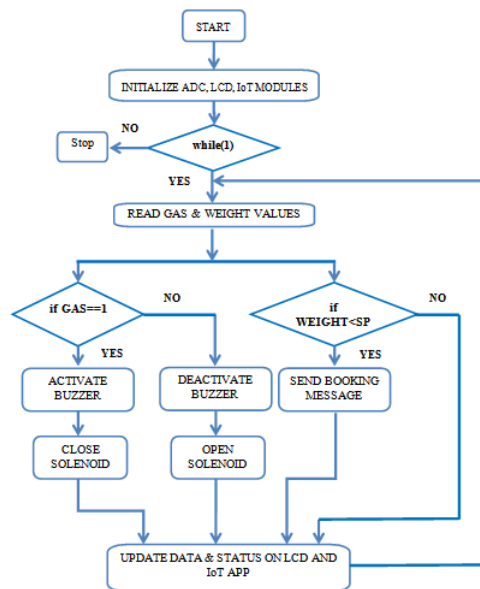 START
INITIALIZE ADC, LCD, IoT MODULES
NO
Stop
while(1)
YES
READ GAS & WEIGHT VALUES
if GAS==1
NO
if
WEIGHT<SP
NO
YES
YES
ACTIVATE
BUZZER
DEACTIVATE
BUZZER
SEND BOOKING
MESSAGE
CLOSE
SOLENOID
OPEN
SOLENOID
UPDATE DATA & STATUS ON LCD AND
IoT APP